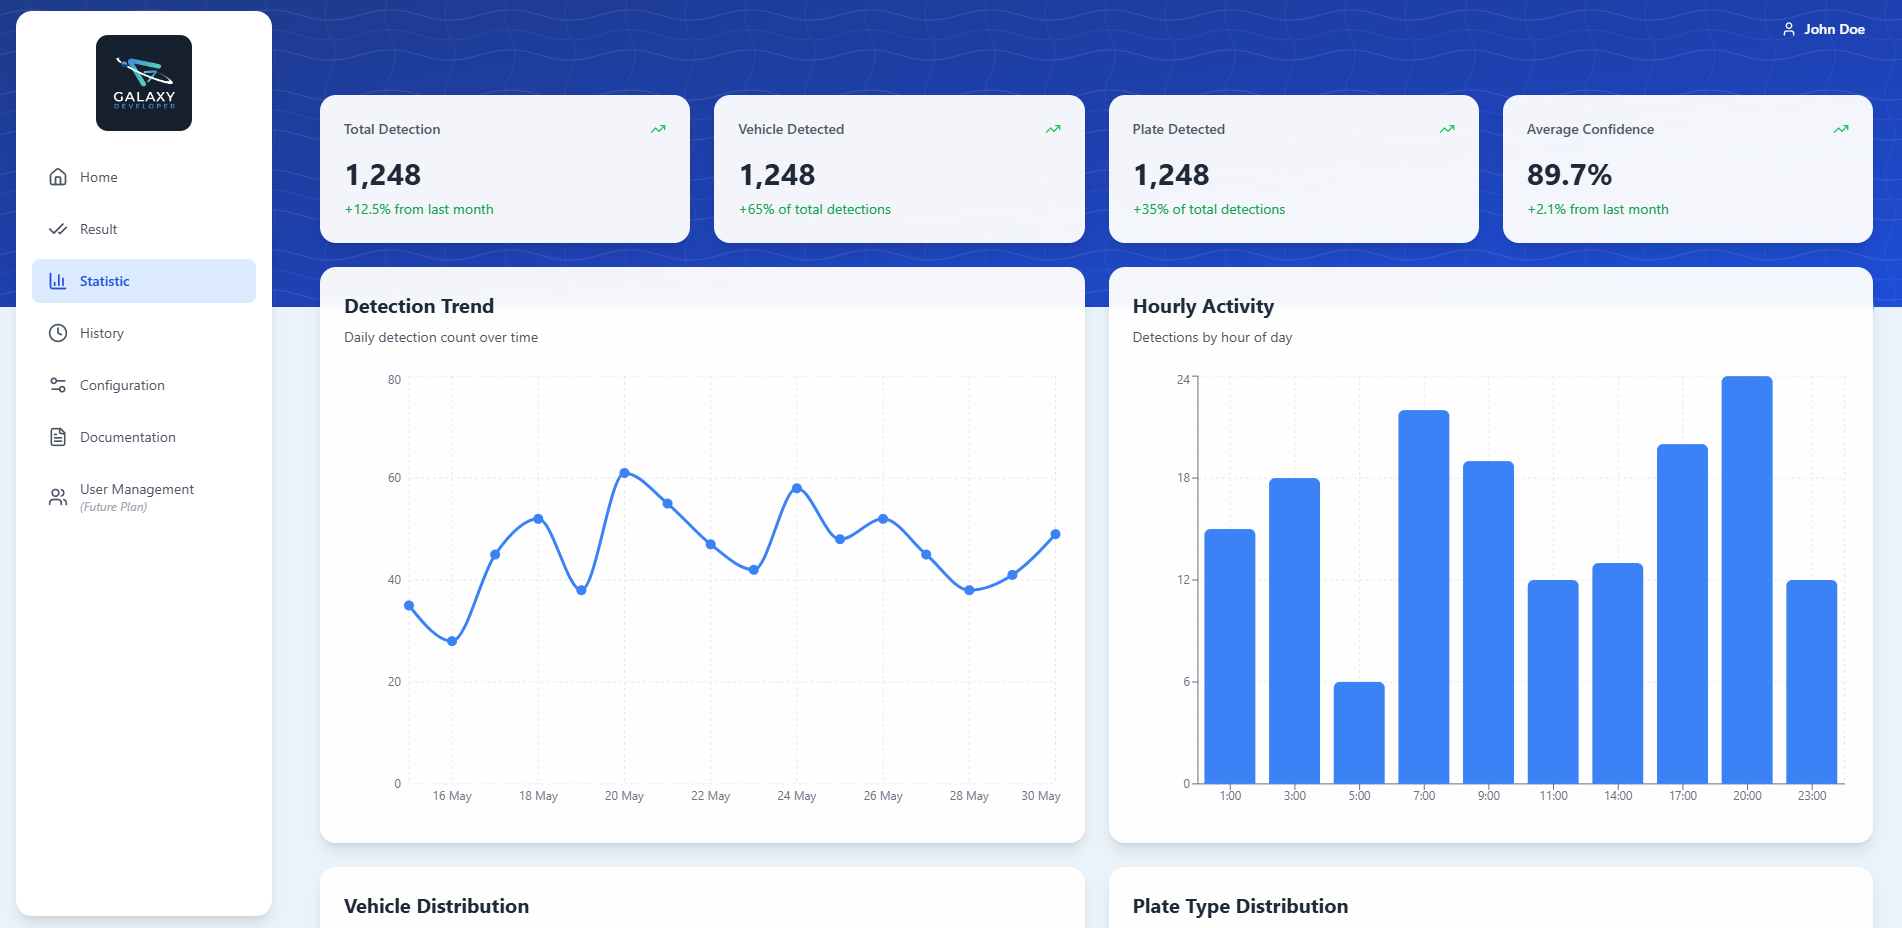 GALAXY
DEVELOPER
Home
Result
Statistic
History
Configuration
Documentation
User Management
(Future Plan)
John Doe
Total Detection
1,248
+12.5% from last month
Vehicle Detected
1,248
+65% of total detections
Plate Detected
1,248
+35% of total detections
Average Confidence
89.7%
+2.1% from last month
Detection Trend
Daily detection count over time
80
60
40
20
0
16 May 18 May 20 May 22 May 24 May 26 May 28 May 30 May
Hourly Activity
Detections by hour of day
24
18
12
6
0
1:00 3:00 5:00 7:00 9:00 11:00 14:00 17:00 20:00 23:00
Vehicle Distribution
Plate Type Distribution